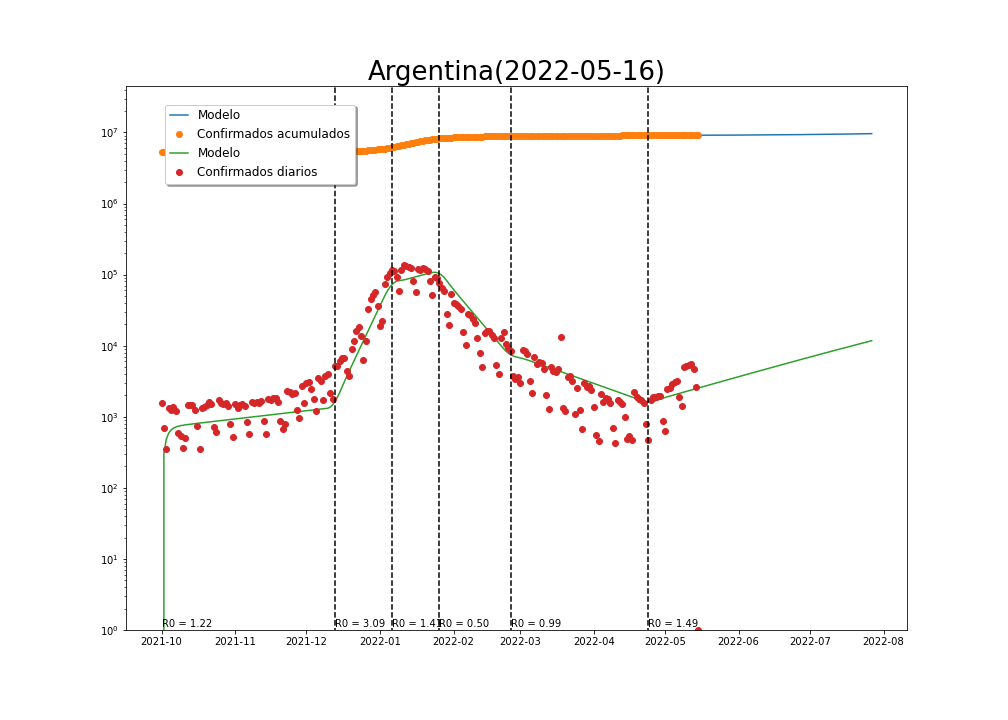 Argentina(2022-05-16)
Modelo
Confirmados acumulados
Modelo
Confirmados diarios
10^7
10^6
10^5
10^4
10^3
10^2
10^1
10^0
R0 = 1.22
R0 = 3.09
R0 = 1.41
R0 = 0.50
R0 = 0.99
R0 = 1.49
2021-10
2021-11
2021-12
2022-01
2022-02
2022-03
2022-04
2022-05
2022-06
2022-07
2022-08